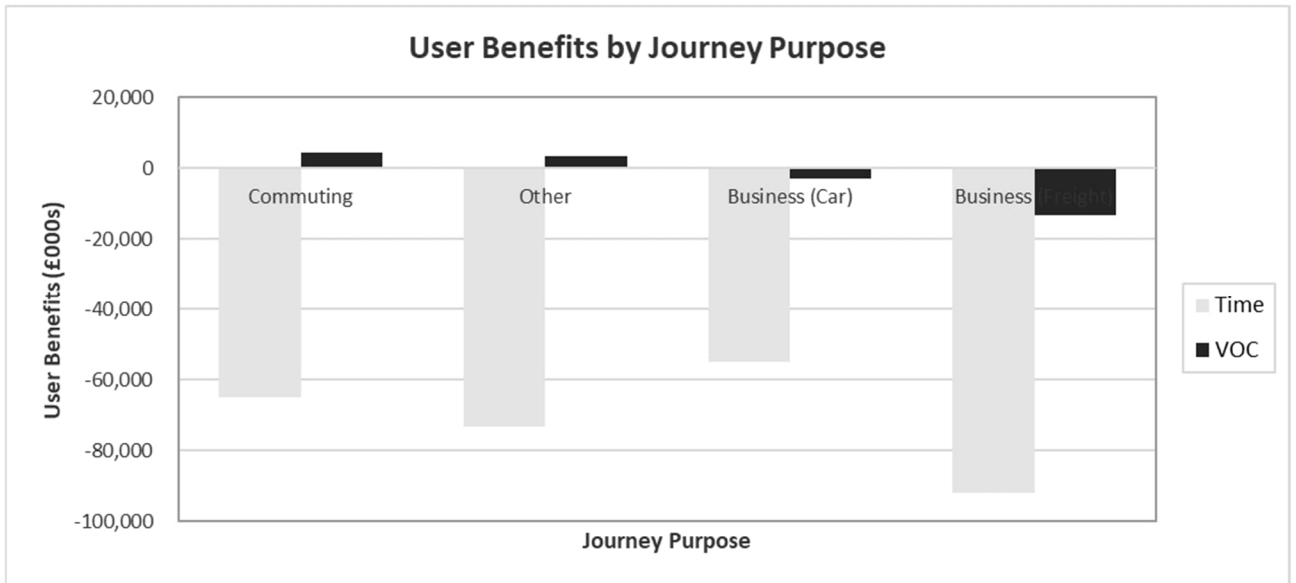 User Benefits by Journey Purpose
20,000
0
Commuting Other Business (Car) Business (Freight)
-20,000
-40,000
-60,000
-80,000
-100,000
User Benefits (£000s)
Journey Purpose
Time
VOC